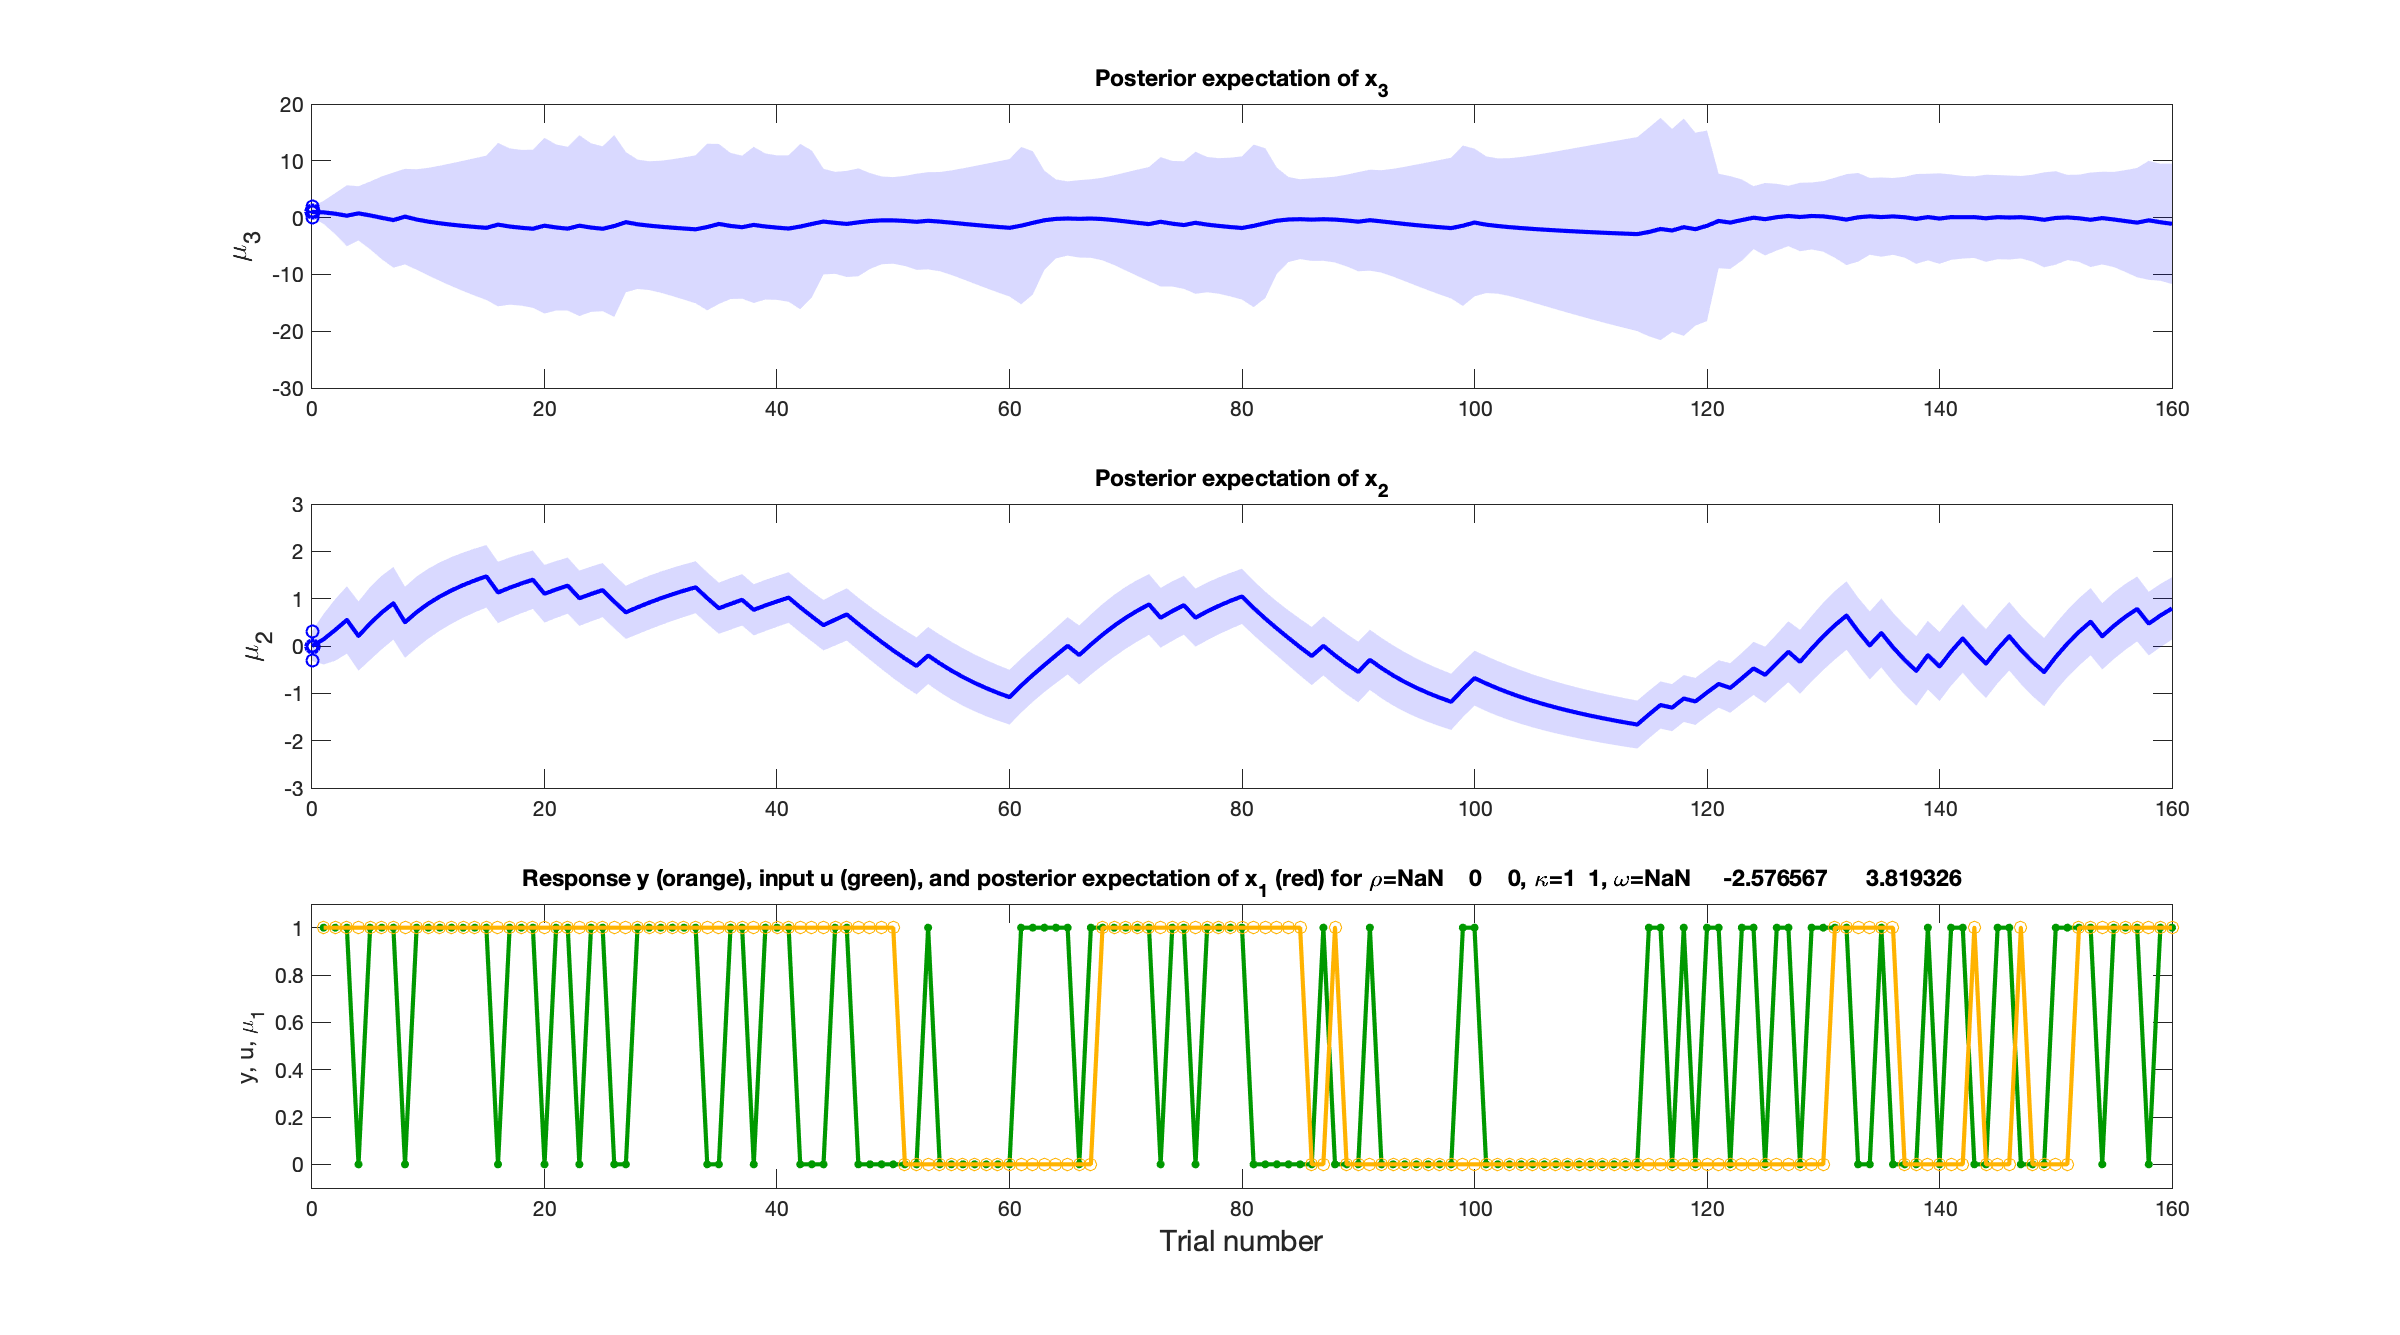 Posterior expectation of x3
20
10
0
-10
-20
-30
μ3
0 20 40 60 80 100 120 140 160
Posterior expectation of x2
3
2
1
0
-1
-2
-3
μ2
0 20 40 60 80 100 120 140 160
Response y (orange), input u (green), and posterior expectation of x1 (red) for ρ=NaN 0 0, κ=1 1, ω=NaN -2.576567 3.819326
1
0.8
0.6
0.4
0.2
0
y, u, μ1
0 20 40 60 80 100 120 140 160
Trial number